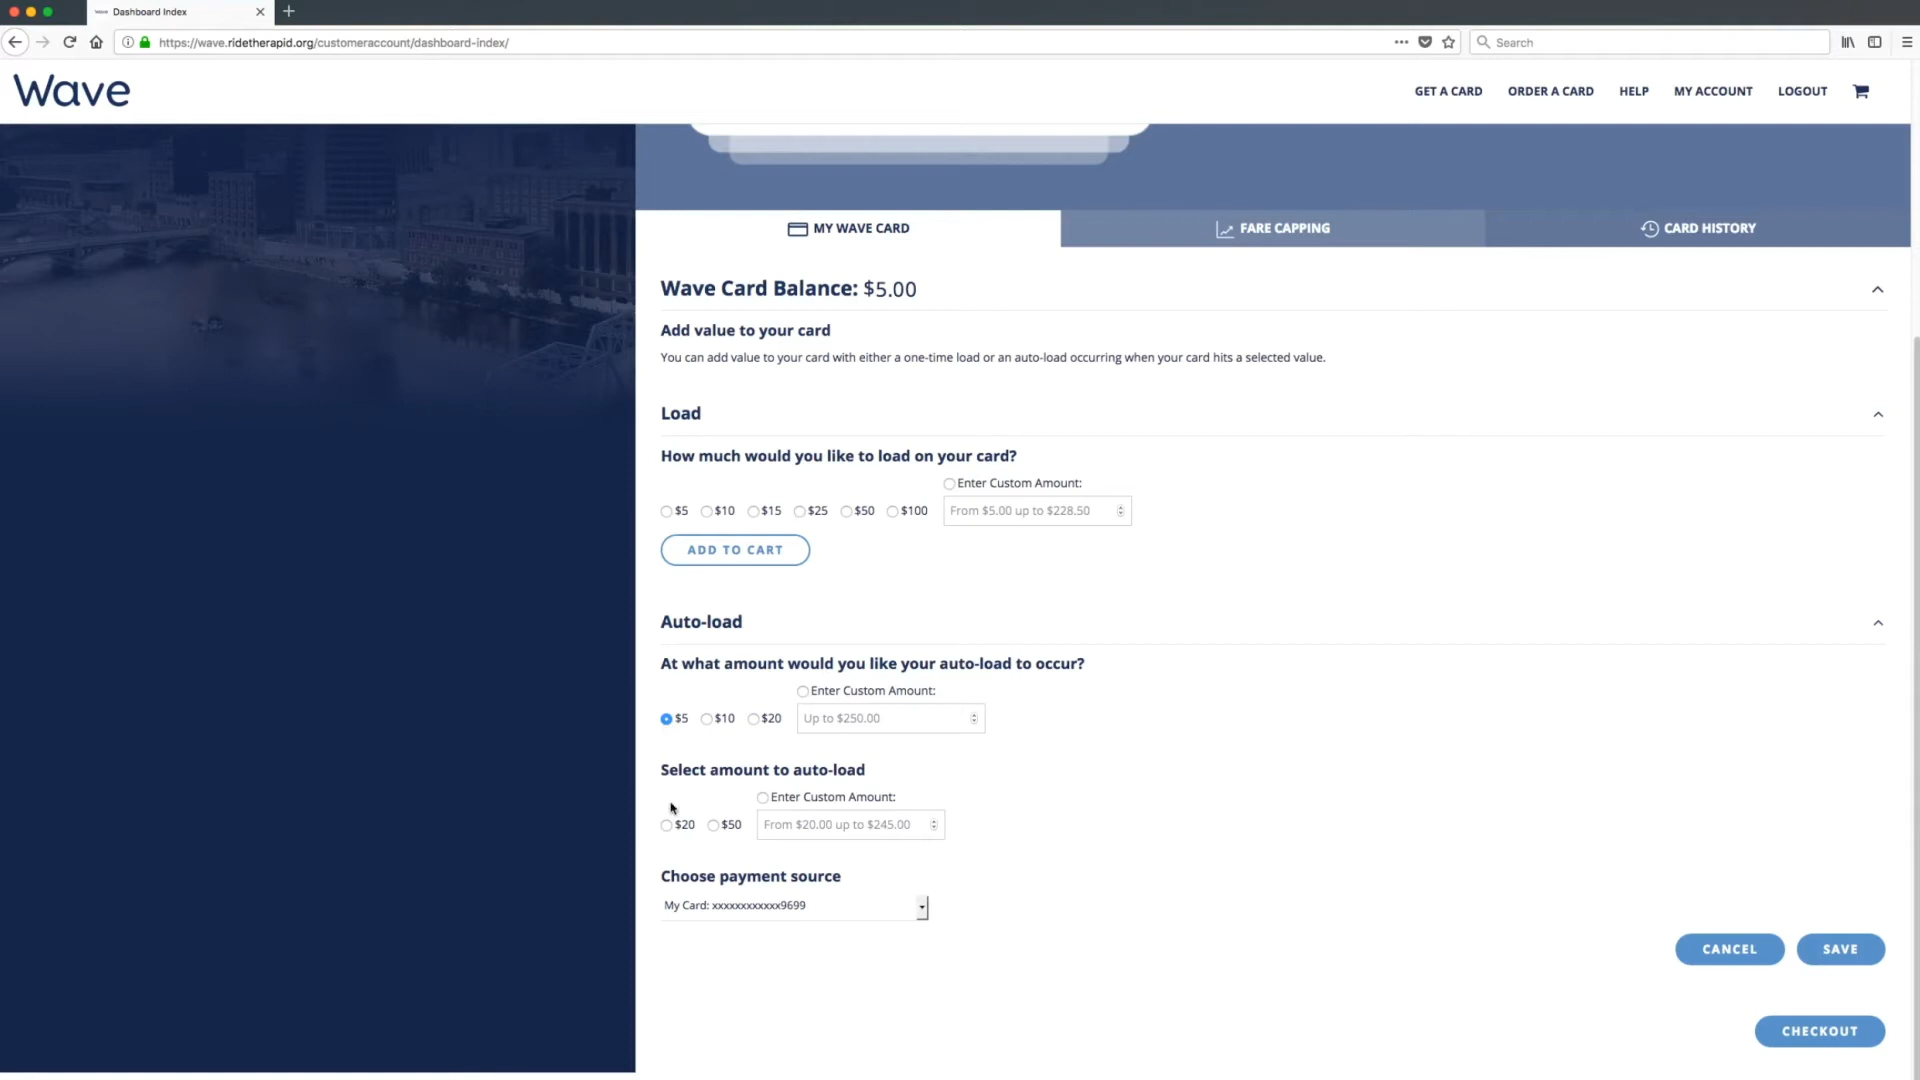 Wave Dashboard Index
https://wave.ridetherapid.org/customeraccount/dashboard-index/
Search
Wave
GET A CARD ORDER A CARD HELP MY ACCOUNT LOGOUT
MY WAVE CARD FARE CAPPING CARD HISTORY
Wave Card Balance: $5.00
Add value to your card
You can add value to your card with either a one-time load or an auto-load occurring when your card hits a selected value.
Load
How much would you like to load on your card?
Enter Custom Amount:
$5 $10 $15 $25 $50 $100 From $5.00 up to $228.50
ADD TO CART
Auto-load
At what amount would you like your auto-load to occur?
Enter Custom Amount:
$5 $10 $20 Up to $250.00
Select amount to auto-load
Enter Custom Amount:
$20 $50 From $20.00 up to $245.00
Choose payment source
My Card: xxxxxxxxxxxx9699
CANCEL SAVE
CHECKOUT